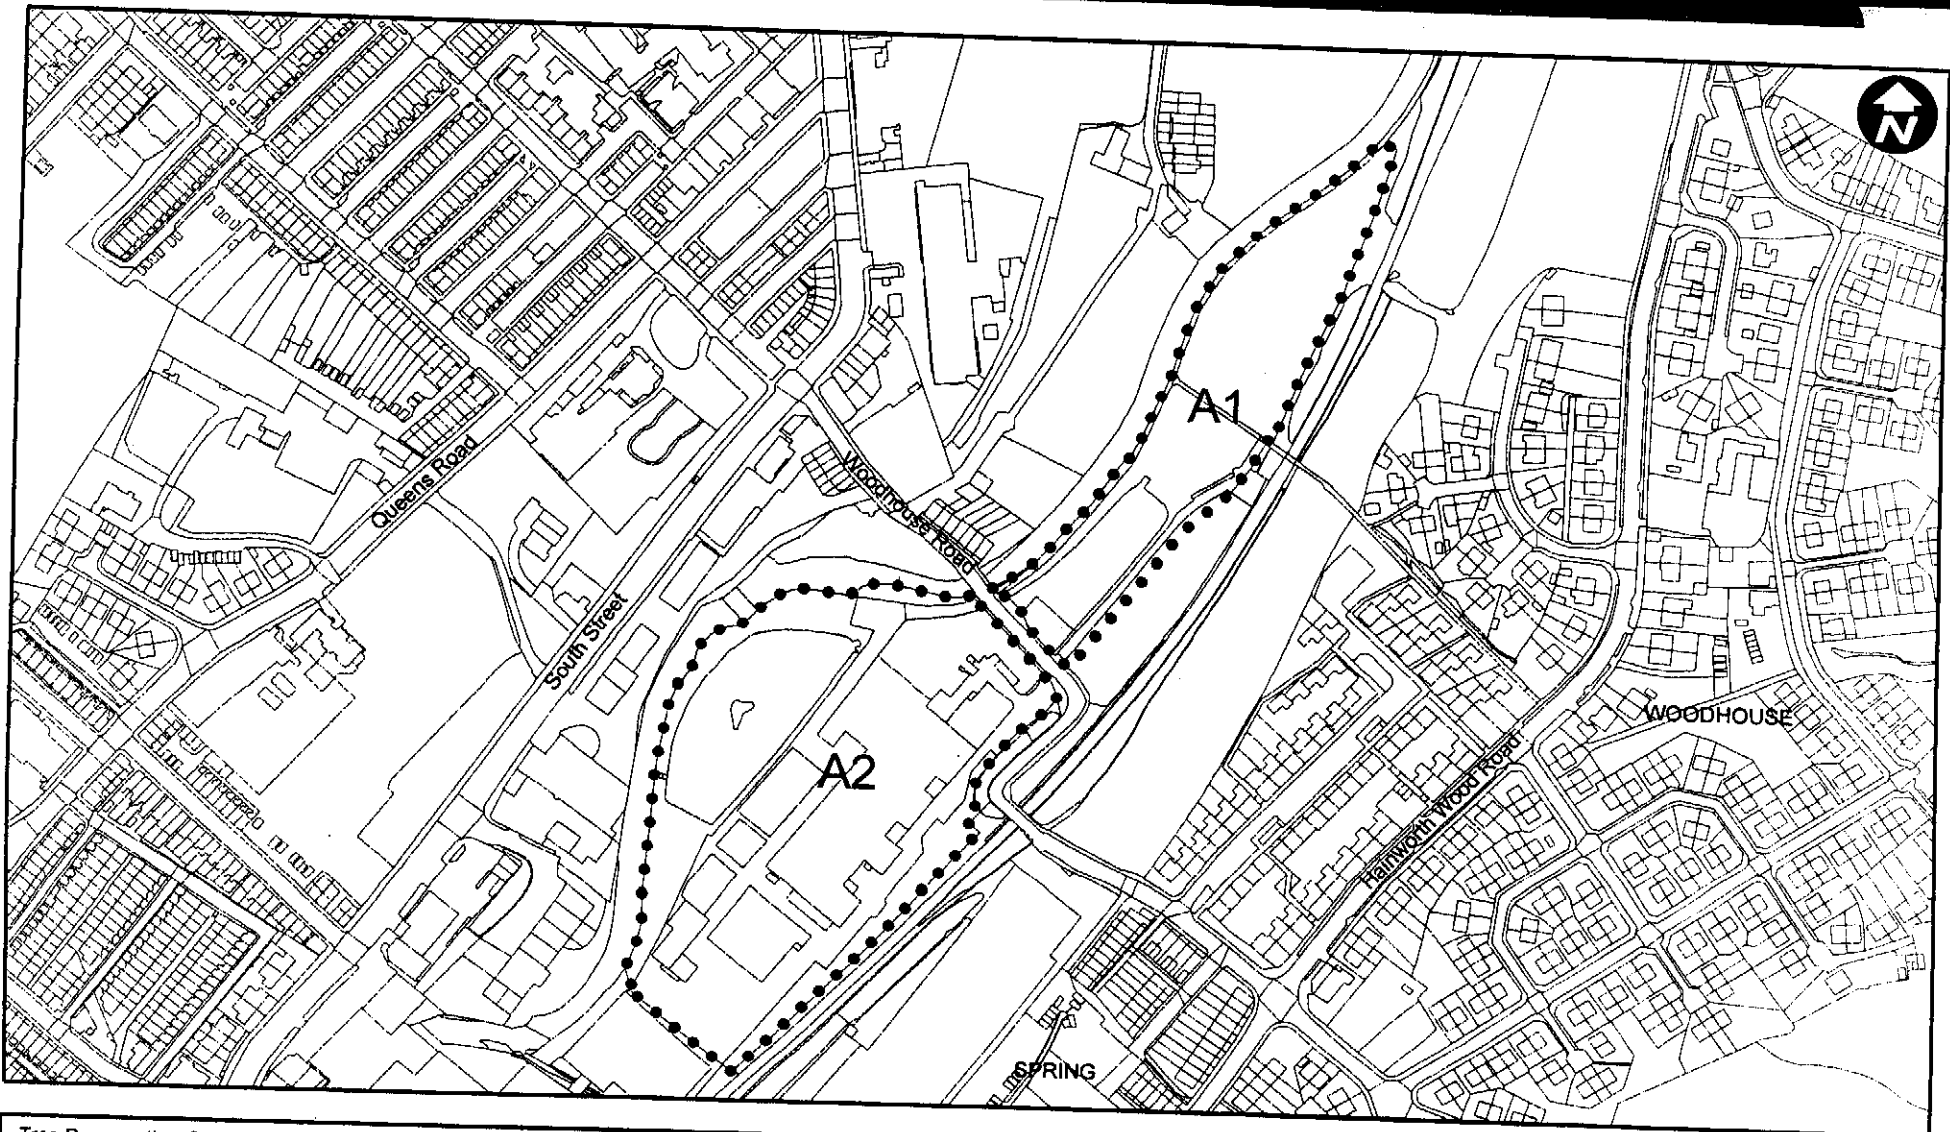 N
A1
Queens Road
Woodhouse Road
South Street
WOODHOUSE
A2
Hainworth Wood Road
SPRING